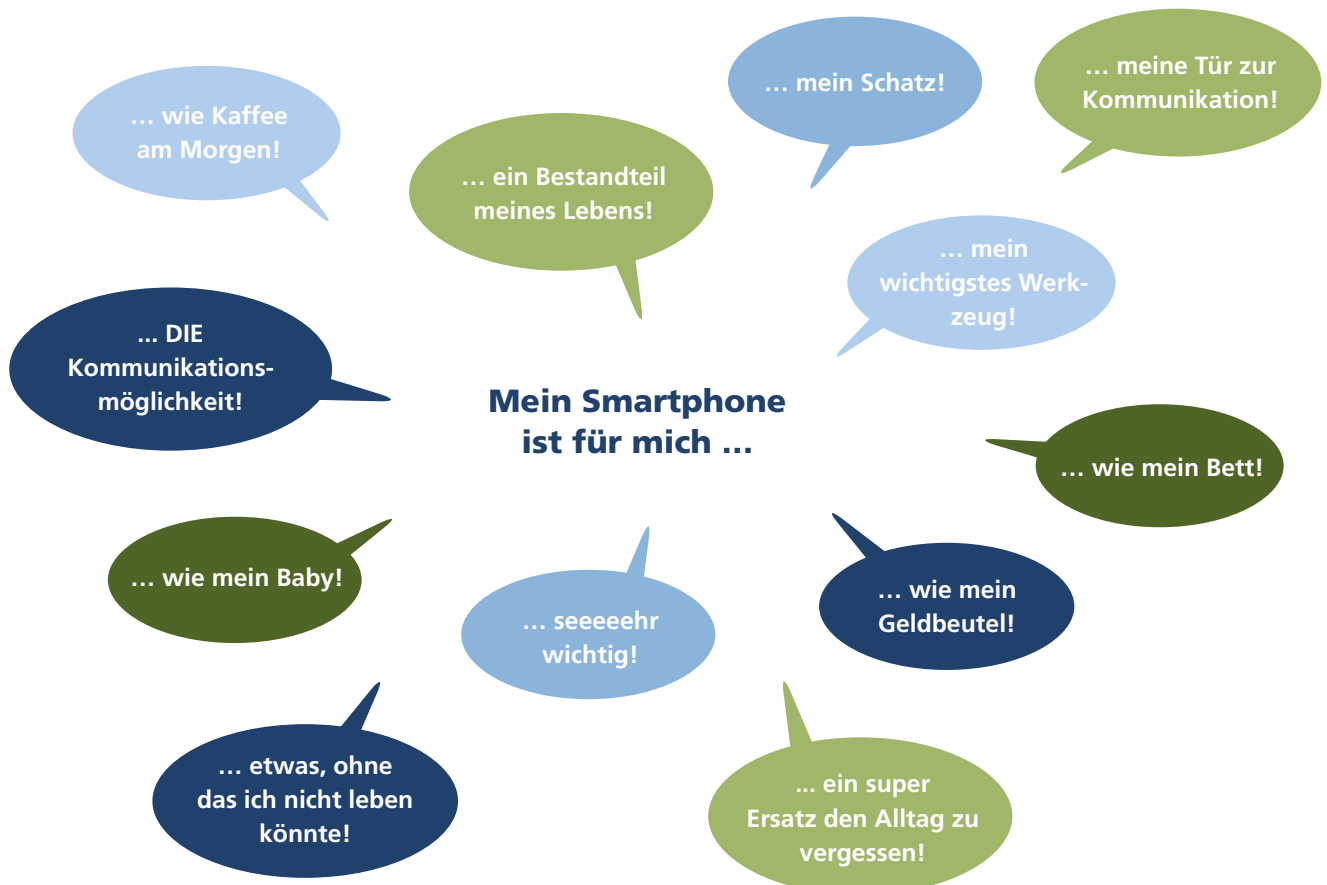 … mein Schatz!
… meine Tür zur
Kommunikation!
… wie Kaffee
am Morgen!
… ein Bestandteil
meines Lebens!
… mein
wichtigstes Werk-
zeug!
... DIE
Kommunikations-
möglichkeit!
Mein Smartphone
ist für mich ...
… wie mein Bett!
… wie mein Baby!
… seeeeehr
wichtig!
… wie mein
Geldbeutel!
… etwas, ohne
das ich nicht leben
könnte!
... ein super
Ersatz den Alltag zu
vergessen!